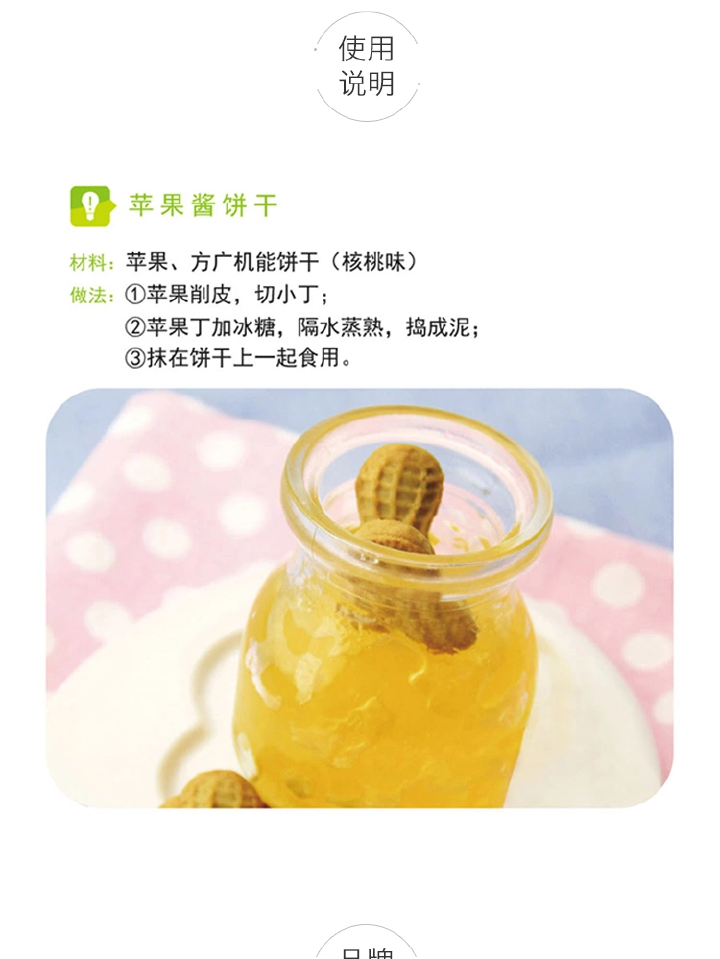 使用
说明
苹果酱饼干
材料：苹果、方广机能饼干（核桃味）
做法：①苹果削皮，切小丁；
②苹果丁加冰糖，隔水蒸熟，捣成泥；
③抹在饼干上一起食用。
品牌